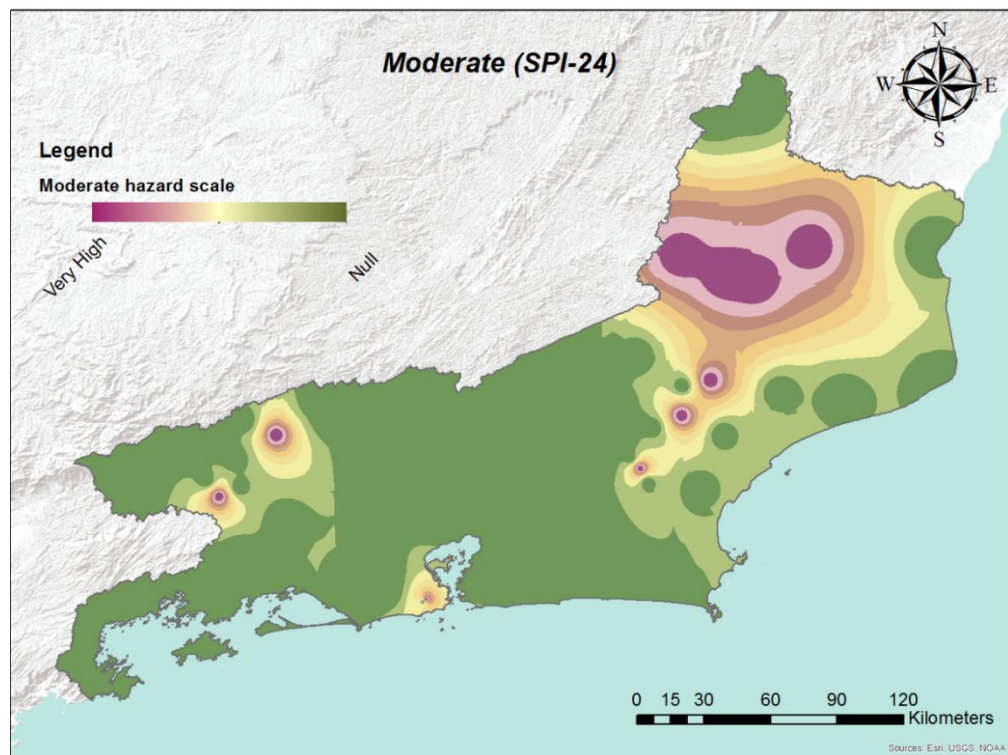 Moderate (SPI-24)
N
W E
S
Legend
Moderate hazard scale
Very High
Null
0 15 30 60 90 120
Kilometers
Sources: Esri, USGS, NOAA